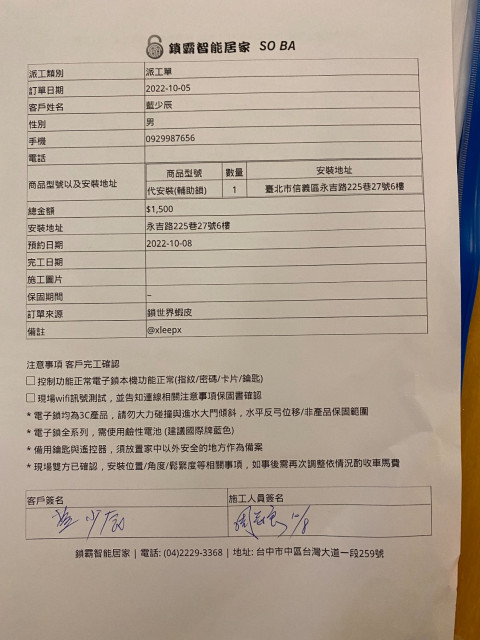 鎖霸智能居家 SO BA
派工類別 派工單
訂單日期 2022-10-05
客戶姓名 藍少辰
性別 男
手機 0929987656
電話
商品型號以及安裝地址
商品型號 數量 安裝地址
代安裝(輔助鎖) 1 臺北市信義區永吉路225巷27號6樓
總金額 $1,500
安裝地址 永吉路225巷27號6樓
預約日期 2022-10-08
完工日期
施工圖片
保固期間 –
訂單來源 鎖世界蝦皮
備註 @xleepx
注意事項 客戶完工確認
☐ 控制功能正常電子鎖本機功能正常(指紋/密碼/卡片/鑰匙)
☐ 現場wifi訊號測試，並告知連線相關注意事項保固書確認
* 電子鎖均為3C產品，請勿大力碰撞與進水大門傾斜，水平反弓位移/非產品保固範圍
* 電子鎖全系列，需使用鹼性電池 (建議國際牌藍色)
* 備用鑰匙與遙控器，須放置家中以外安全的地方作為備案
* 現場雙方已確認，安裝位置/角度/鬆緊度等相關事項，如事後需再次調整依情況酌收車馬費
客戶簽名 施工人員簽名
少辰 10/8
鎖霸智能居家 | 電話: (04)2229-3368 | 地址: 台中市中區台灣大道一段259號